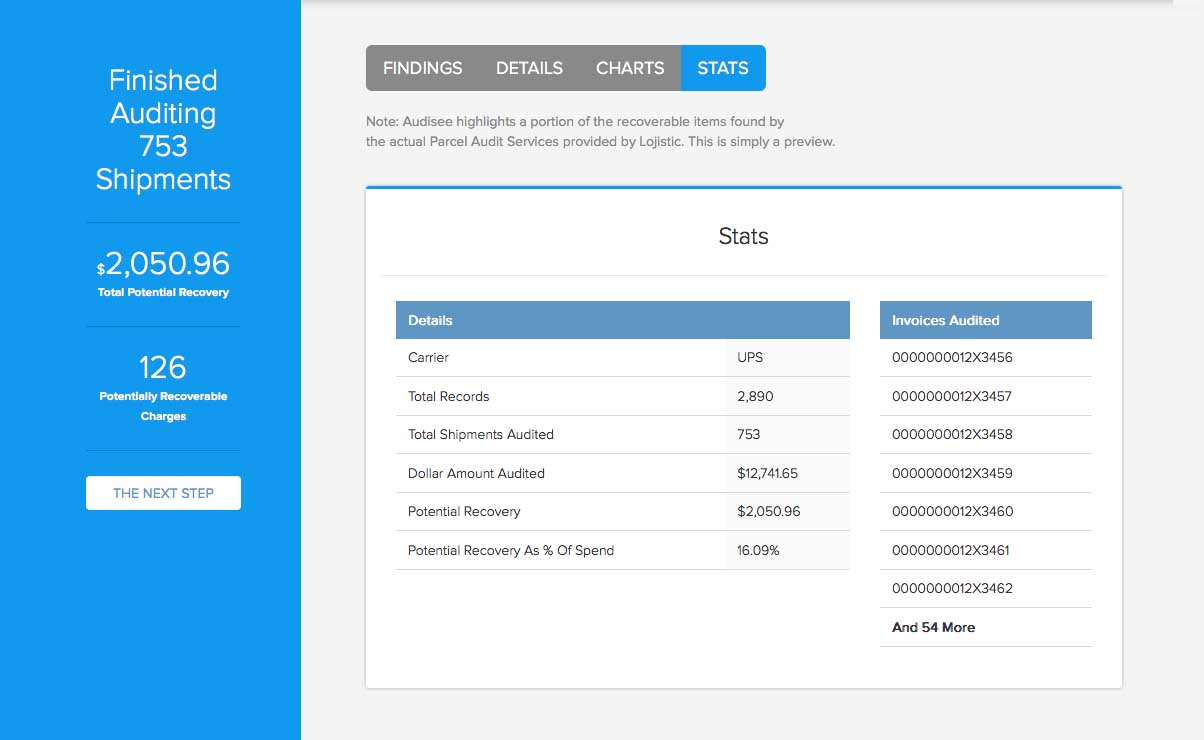 Finished
Auditing
753
Shipments
$2,050.96
Total Potential Recovery
126
Potentially Recoverable
Charges
THE NEXT STEP
FINDINGS DETAILS CHARTS STATS
Note: Audisee highlights a portion of the recoverable items found by
the actual Parcel Audit Services provided by Lojistic. This is simply a preview.
Stats
Details
Carrier UPS
Total Records 2,890
Total Shipments Audited 753
Dollar Amount Audited $12,741.65
Potential Recovery $2,050.96
Potential Recovery As % Of Spend 16.09%
Invoices Audited
0000000012X3456
0000000012X3457
0000000012X3458
0000000012X3459
0000000012X3460
0000000012X3461
0000000012X3462
And 54 More